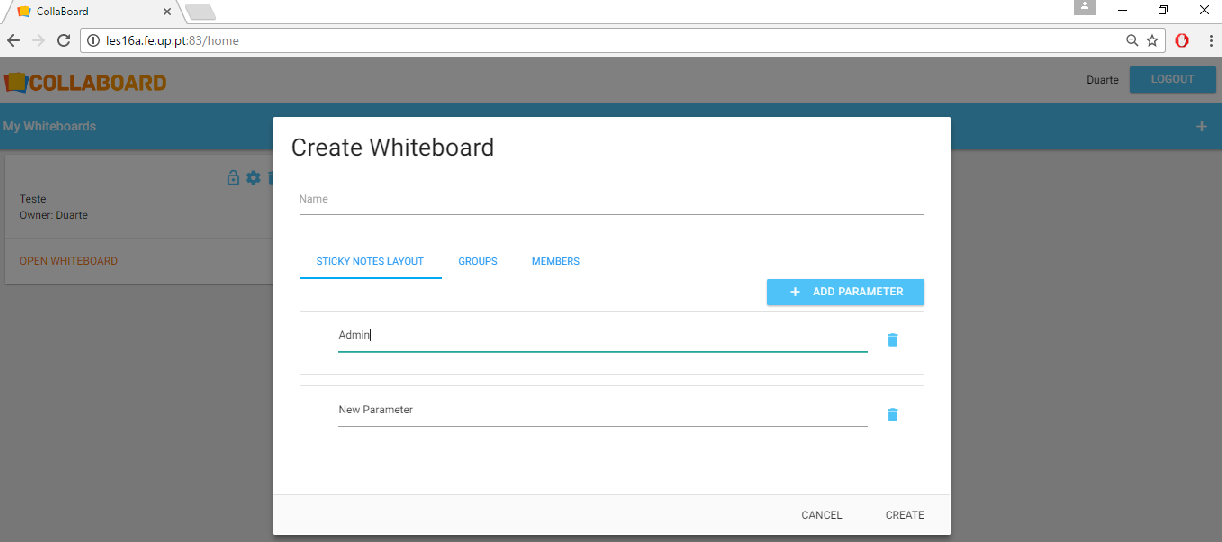 CollaBoard
les16a.fe.up.pt:83/home
COLLABOARD
Duarte
LOGOUT
My Whiteboards
Teste
Owner: Duarte
OPEN WHITEBOARD
Create Whiteboard
Name
STICKY NOTES LAYOUT GROUPS MEMBERS
ADD PARAMETER
Admin
New Parameter
CANCEL CREATE